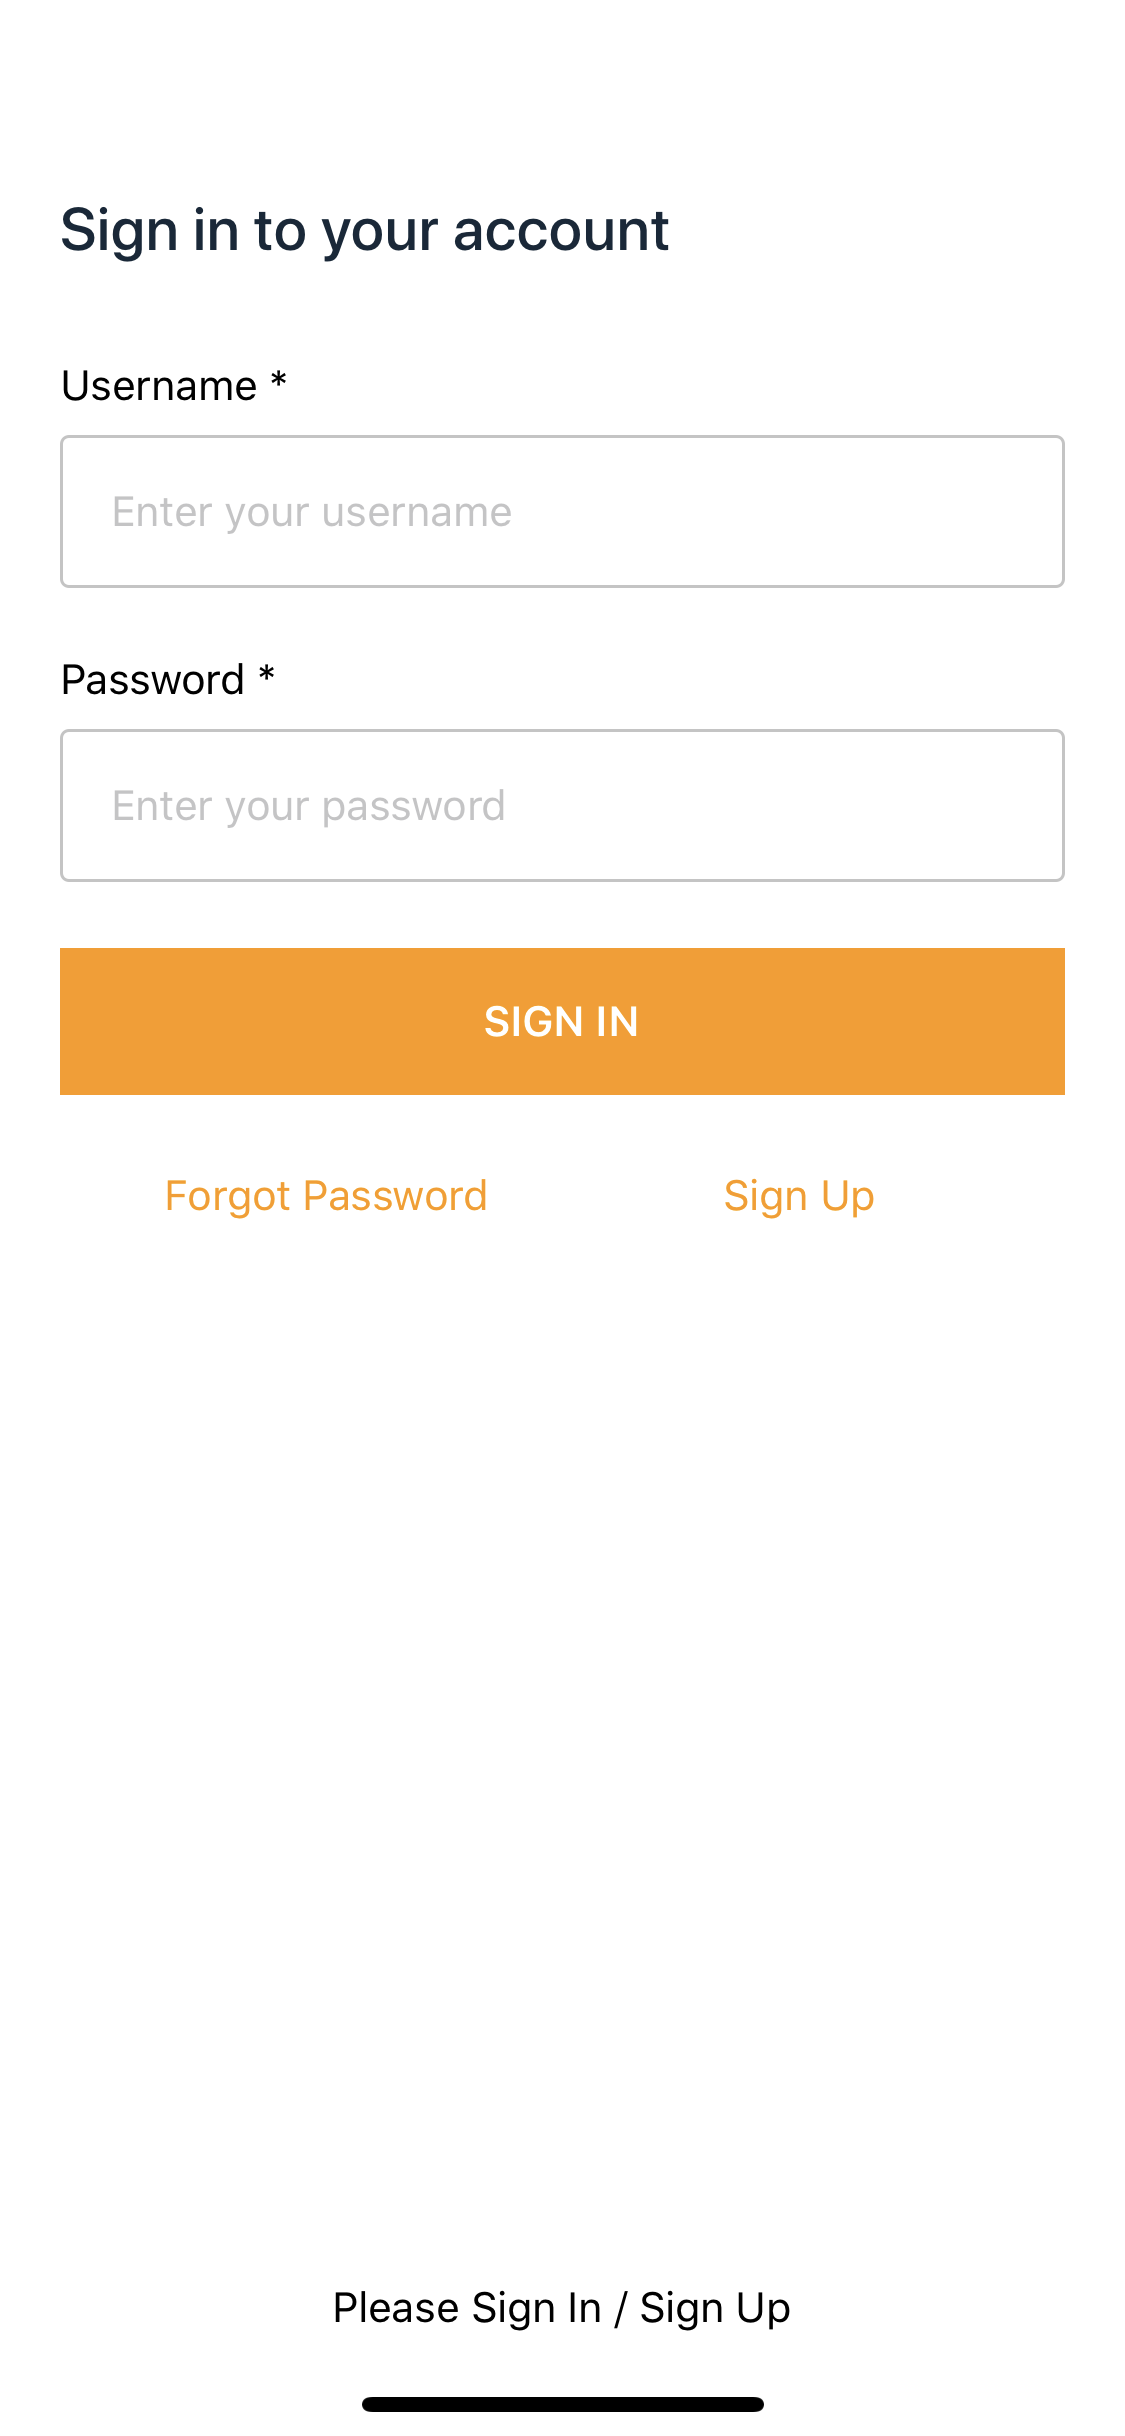 Sign in to your account
Username *
Enter your username
Password *
Enter your password
SIGN IN
Forgot Password Sign Up
Please Sign In / Sign Up